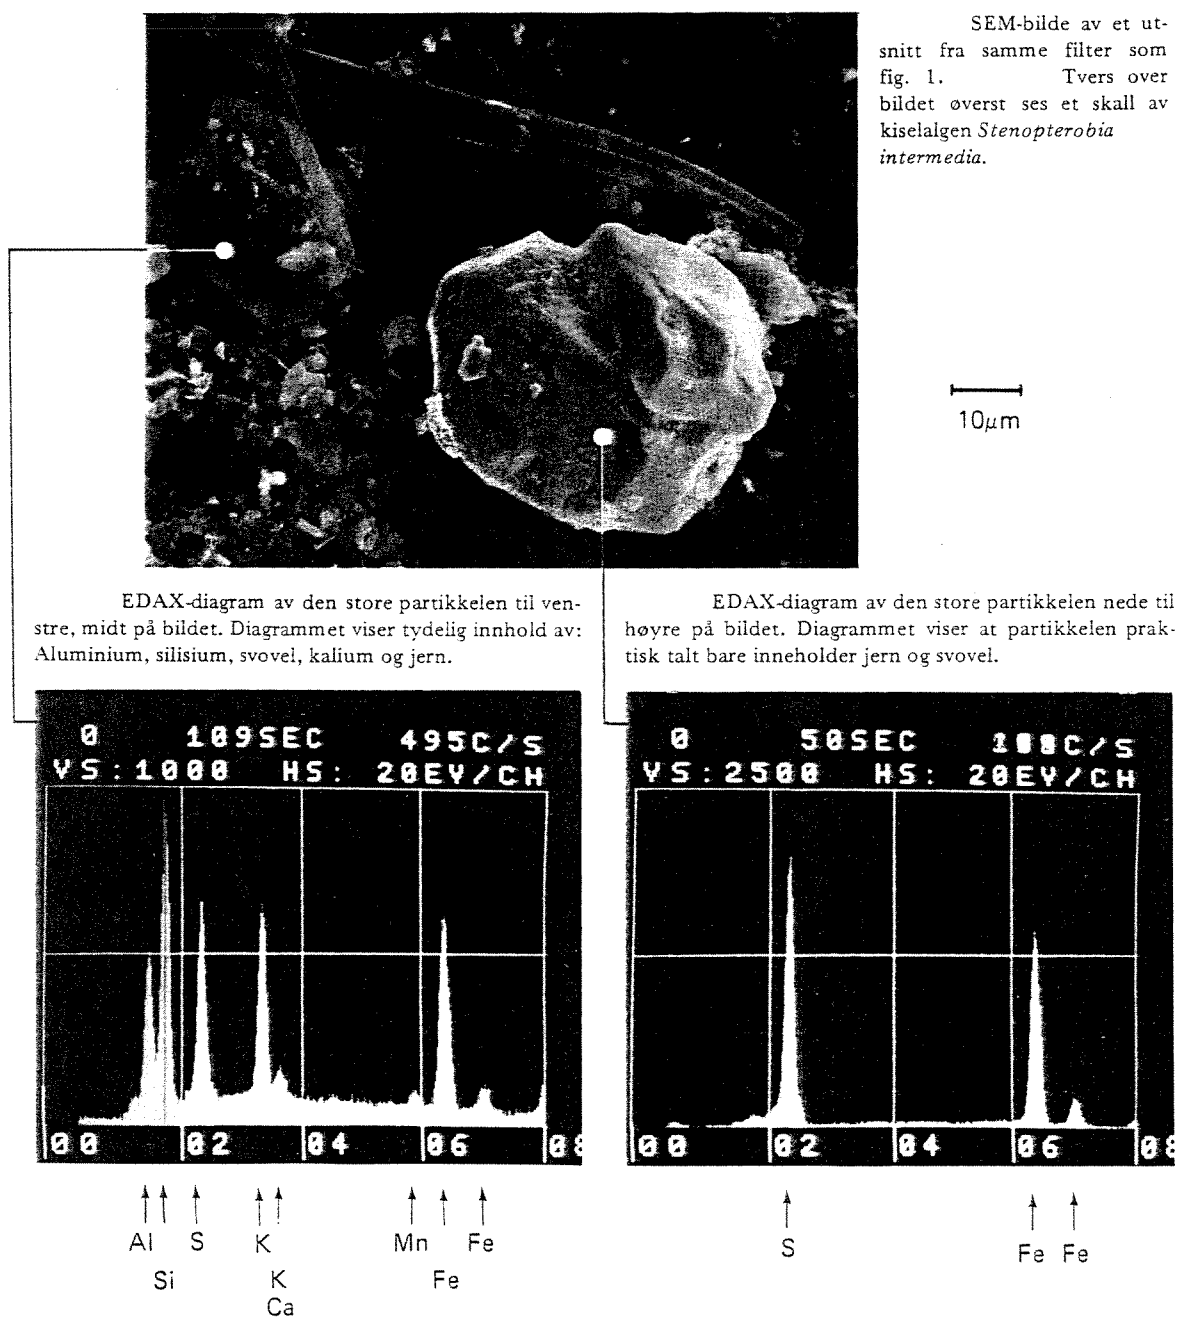 SEM-bilde av et ut-
snitt fra samme filter som
fig. 1. Tvers over
bildet øverst ses et skall av
kiselalgen Stenopterobia
intermedia.
10µm
EDAX-diagram av den store partikkelen til ven-
stre, midt på bildet. Diagrammet viser tydelig innhold av:
Aluminium, silisium, svovel, kalium og jern.
EDAX-diagram av den store partikkelen nede til
høyre på bildet. Diagrammet viser at partikkelen prak-
tisk talt bare inneholder jern og svovel.
0 109SEC 495C/S
VS:1000 HS: 20EV/CH
00 02 04 06 08
Al S K Mn Fe
Si K Fe
Ca
0 50SEC C/S
VS:2500 HS: 20EV/CH
00 02 04 06 08
S Fe Fe